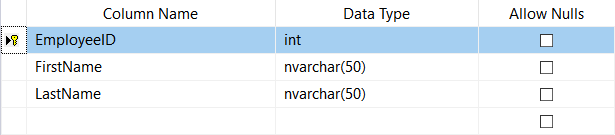 Column Name Data Type Allow Nulls
EmployeeID int
FirstName nvarchar(50)
LastName nvarchar(50)